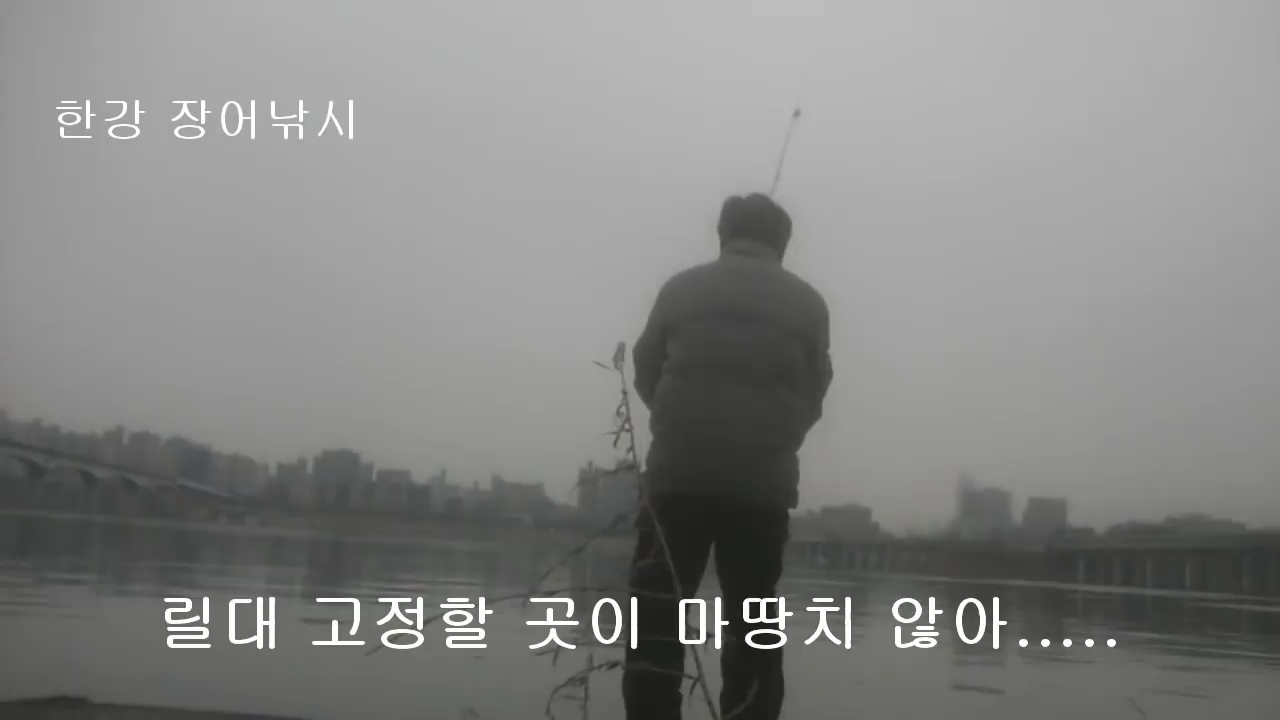 한강 장어낚시
릴대 고정할 곳이 마땅치 않아.....